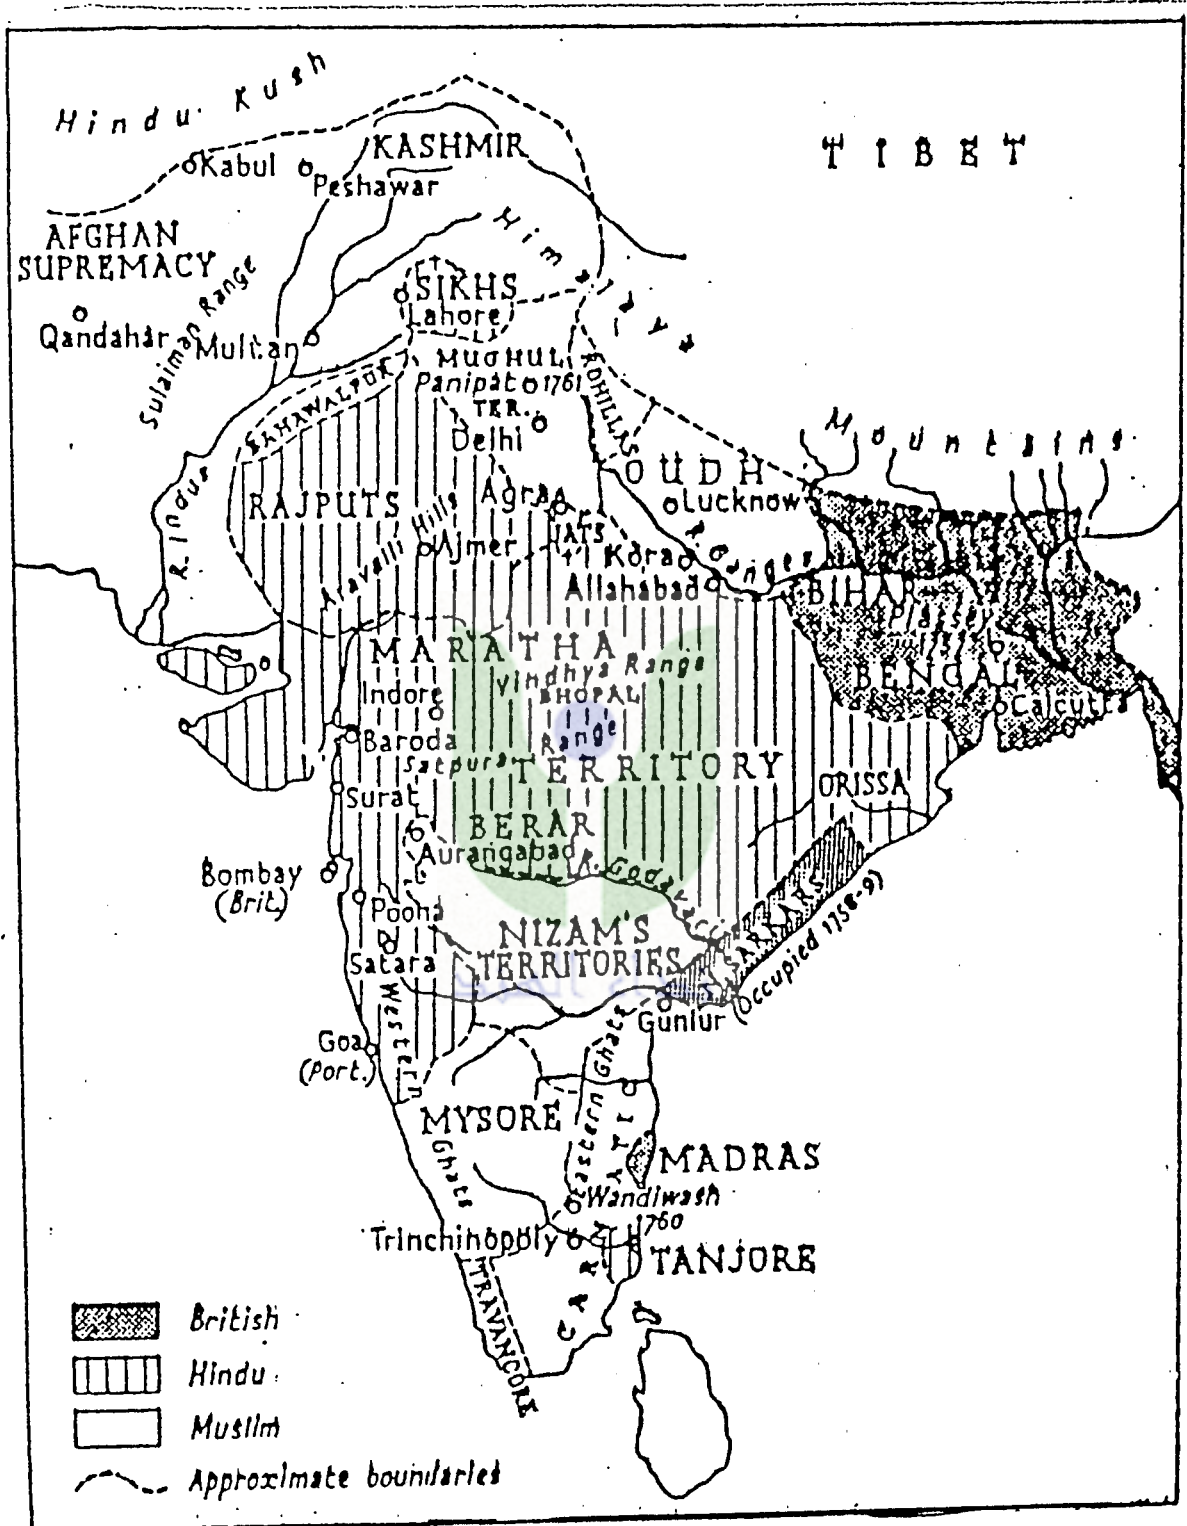 Hindu Kush
TIBET
KASHMIR
Kabul
Peshawar
AFGHAN
SUPREMACY
Himalaya
Mountains
Sulaiman Range
SIKHS
Lahore
Qandahar
Multan
MUGHUL
Panipat 1761
TER.
Delhi
BAHAWALPUR
ROHILLAS
OUDH
Lucknow
R. Indus
RAJPUTS
Aravalli Hills
Ajmer
Agra
JATS
Kora
R. Ganges
Allahabad
BIHAR
Plassey
BENGAL
Calcutta
MARATHA
Vindhya Range
Indore
BHOPAL
Baroda
Satpura Range
TERRITORY
ORISSA
Surat
BERAR
Aurangabad
R. Godavari
Bombay
(Brit.)
Poona
NIZAM'S
TERRITORIES
Satara
SARKARS
(Occupied 1758-9)
Guntur
Goa
(Port.)
Western
Ghats
Eastern Ghats
MYSORE
MADRAS
Wandiwash
1760
CARNATIC
Trinchinopoly
TANJORE
TRAVANCORE
British
Hindu
Muslim
Approximate boundaries